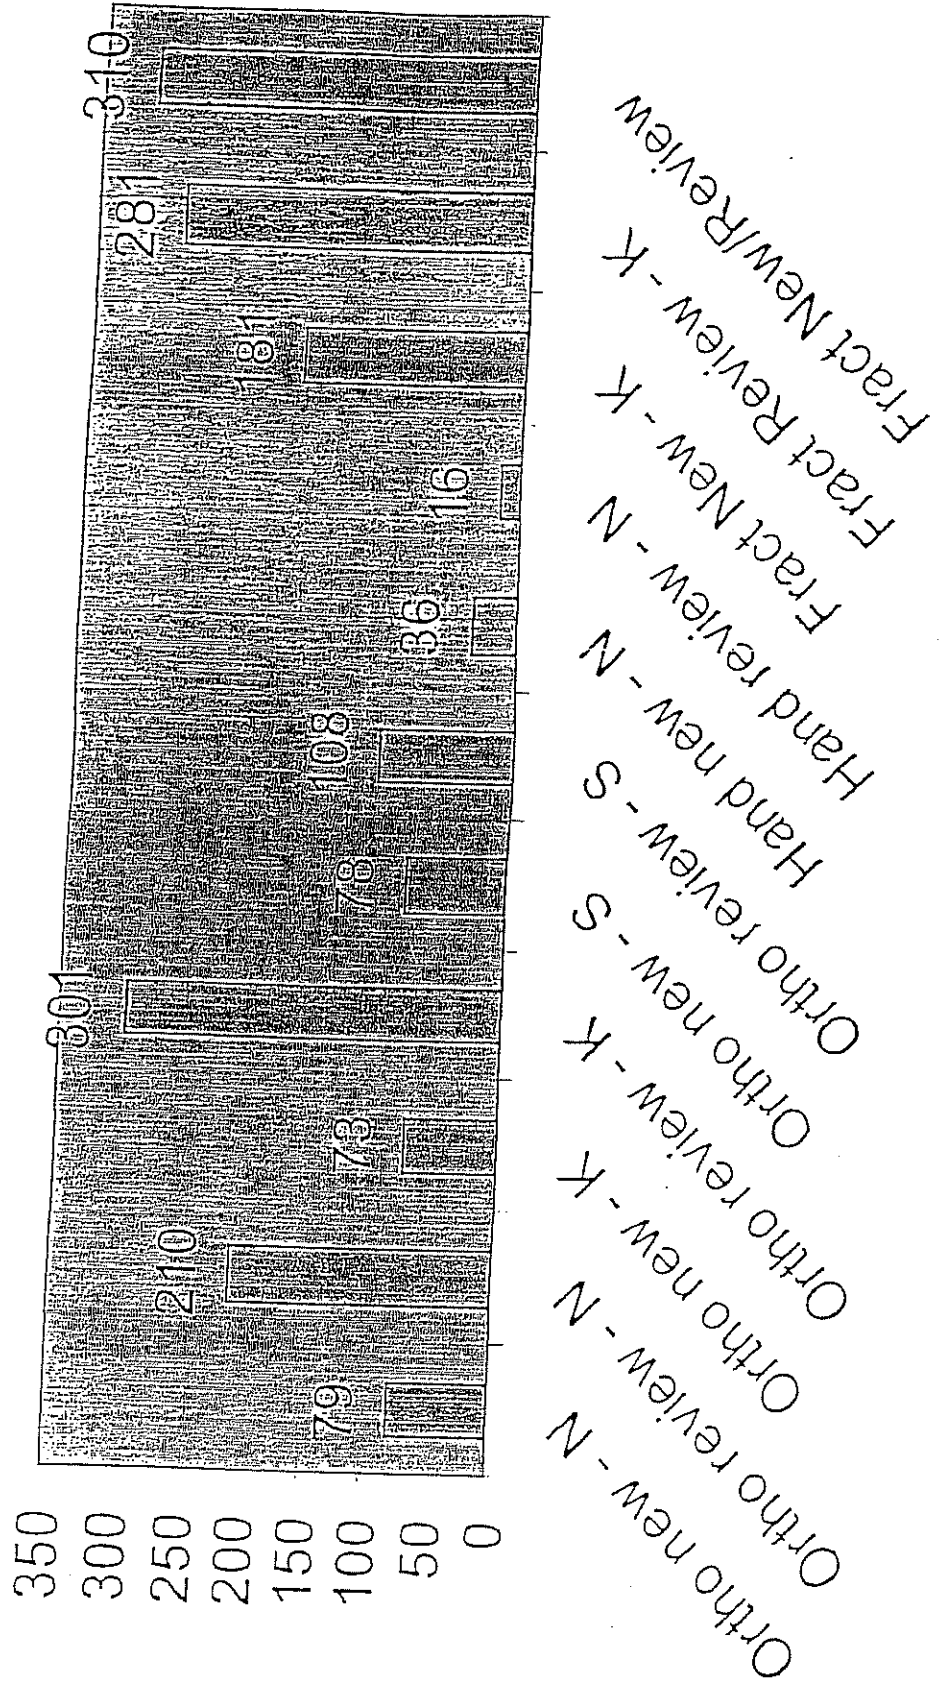 350
300
250
200
150
100
50
0
79
210
73
301
78
108
36
16
181
281
310
Ortho new - N
Ortho review - N
Ortho new - K
Ortho review - K
Ortho new - S
Ortho review - S
Hand new - N
Hand review - N
Fract New - K
Fract Review - K
Fract New/Review